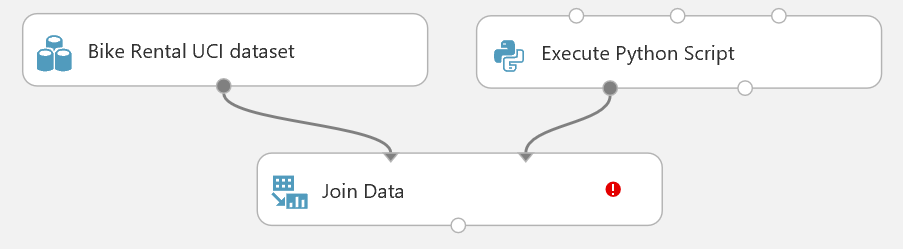 Bike Rental UCI dataset
Execute Python Script
Join Data